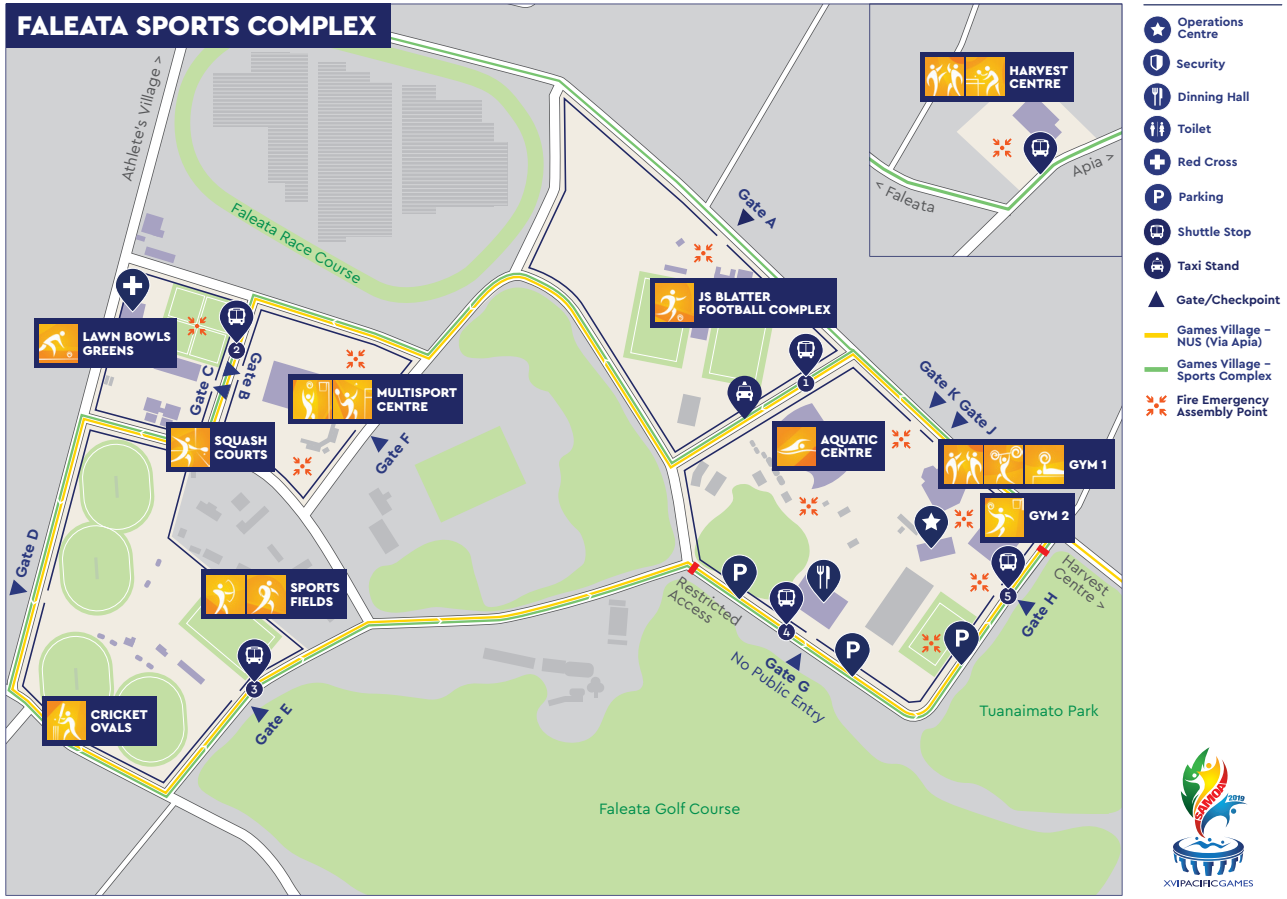 FALEATA SPORTS COMPLEX
Athlete's Village >
Faleata Race Course
HARVEST
CENTRE
< Faleata
Apia >
Gate A
JS BLATTER
FOOTBALL COMPLEX
LAWN BOWLS
GREENS
2
Gate B
Gate C
MULTISPORT
CENTRE
1
Gate K
Gate J
SQUASH
COURTS
Gate F
AQUATIC
CENTRE
GYM 1
GYM 2
Gate D
SPORTS
FIELDS
Restricted
Access
P
4
5
Harvest
Centre >
Gate H
P
P
Gate G
No Public Entry
3
Gate E
CRICKET
OVALS
Tuanaimato Park
Faleata Golf Course
Operations
Centre
Security
Dinning Hall
Toilet
Red Cross
P
Parking
Shuttle Stop
Taxi Stand
Gate/Checkpoint
Games Village –
NUS (Via Apia)
Games Village –
Sports Complex
Fire Emergency
Assembly Point
SAMOA
2019
XVIPACIFICGAMES